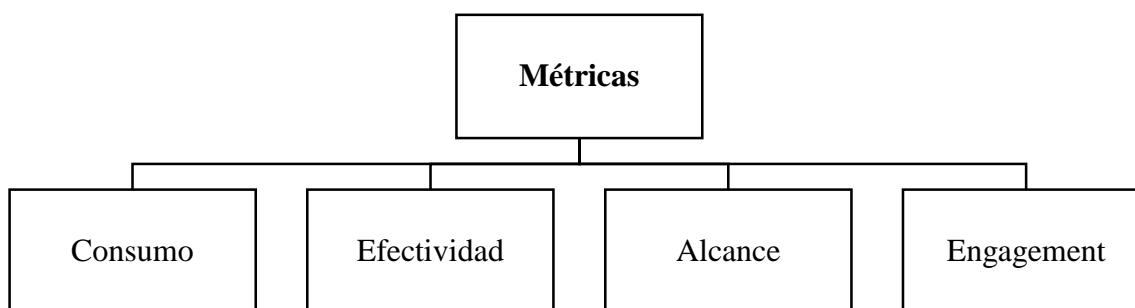 Métricas
Consumo
Efectividad
Alcance
Engagement